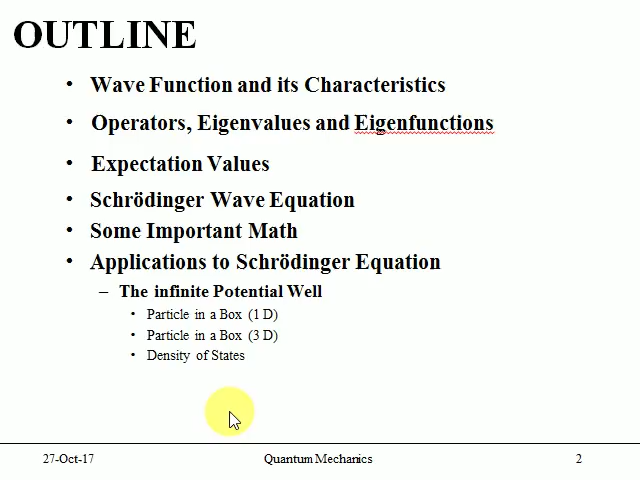 OUTLINE
• Wave Function and its Characteristics
• Operators, Eigenvalues and Eigenfunctions
• Expectation Values
• Schrödinger Wave Equation
• Some Important Math
• Applications to Schrödinger Equation
– The infinite Potential Well
• Particle in a Box (1 D)
• Particle in a Box (3 D)
• Density of States
27-Oct-17 Quantum Mechanics 2